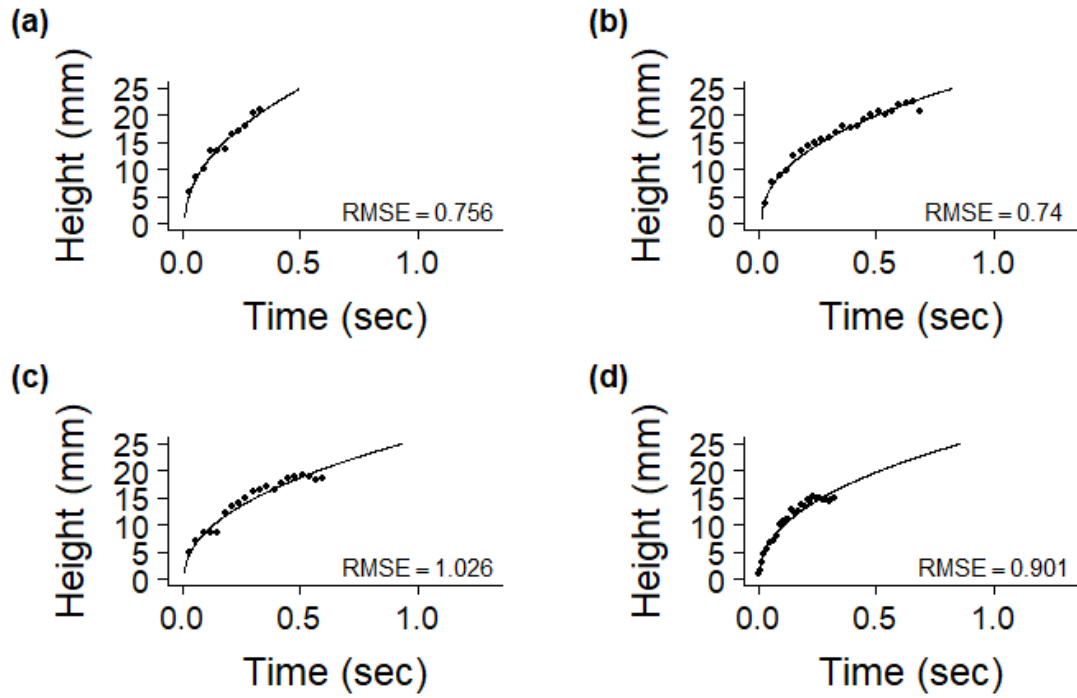 (a)
Height (mm)
25
20
15
10
5
0
RMSE = 0.756
0.0 0.5 1.0
Time (sec)
(b)
Height (mm)
25
20
15
10
5
0
RMSE = 0.74
0.0 0.5 1.0
Time (sec)
(c)
Height (mm)
25
20
15
10
5
0
RMSE = 1.026
0.0 0.5 1.0
Time (sec)
(d)
Height (mm)
25
20
15
10
5
0
RMSE = 0.901
0.0 0.5 1.0
Time (sec)